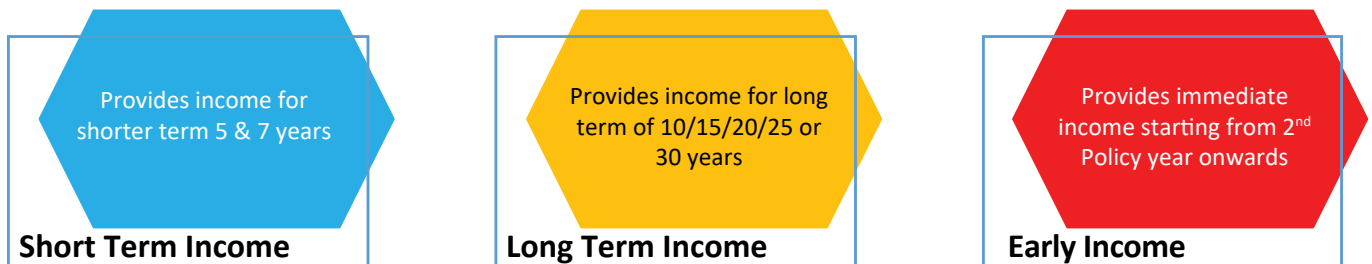 Provides income for
shorter term 5 & 7 years
Short Term Income
Provides income for long
term of 10/15/20/25 or
30 years
Long Term Income
Provides immediate
income starting from 2nd
Policy year onwards
Early Income